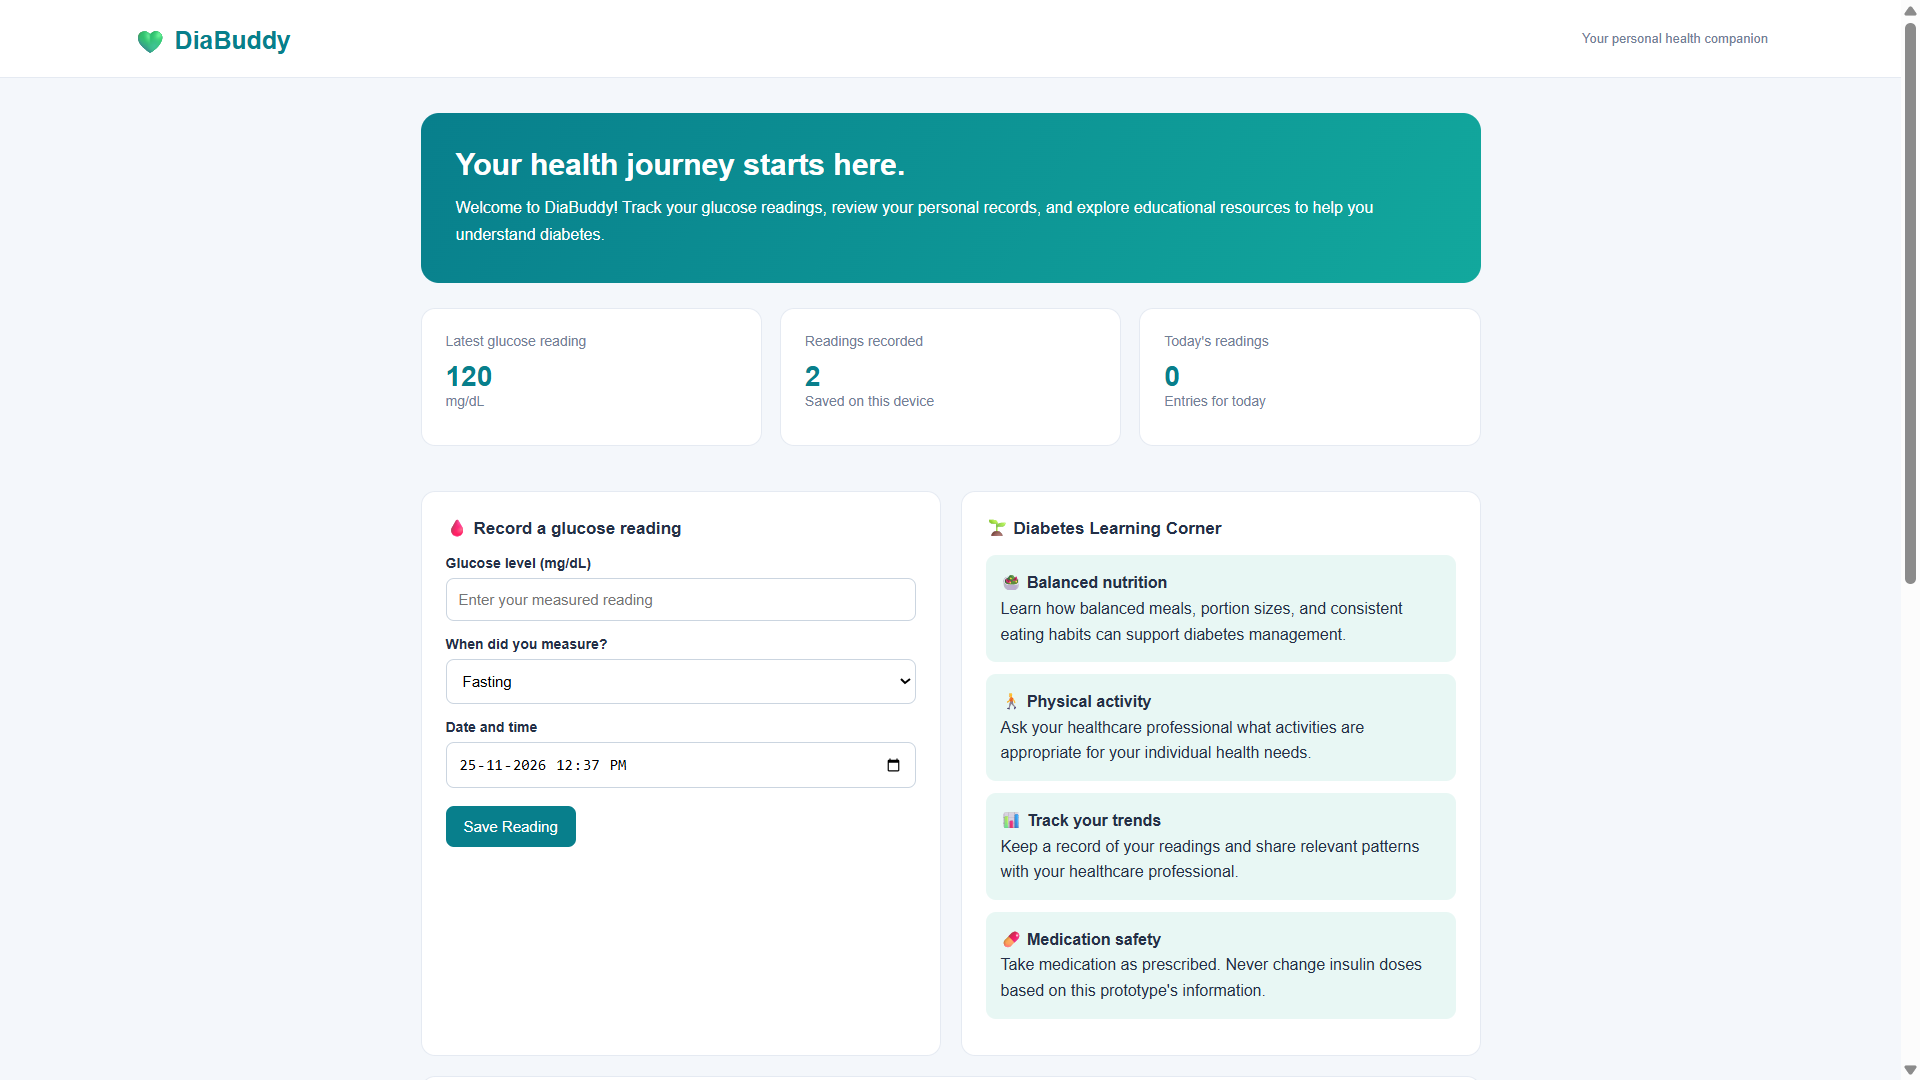 DiaBuddy
Your personal health companion
Your health journey starts here.
Welcome to DiaBuddy! Track your glucose readings, review your personal records, and explore educational resources to help you
understand diabetes.
Latest glucose reading
120
mg/dL
Readings recorded
2
Saved on this device
Today's readings
0
Entries for today
Record a glucose reading
Glucose level (mg/dL)
Enter your measured reading
When did you measure?
Fasting
Date and time
25-11-2026 12:37 PM
Save Reading
Diabetes Learning Corner
Balanced nutrition
Learn how balanced meals, portion sizes, and consistent
eating habits can support diabetes management.
Physical activity
Ask your healthcare professional what activities are
appropriate for your individual health needs.
Track your trends
Keep a record of your readings and share relevant patterns
with your healthcare professional.
Medication safety
Take medication as prescribed. Never change insulin doses
based on this prototype's information.